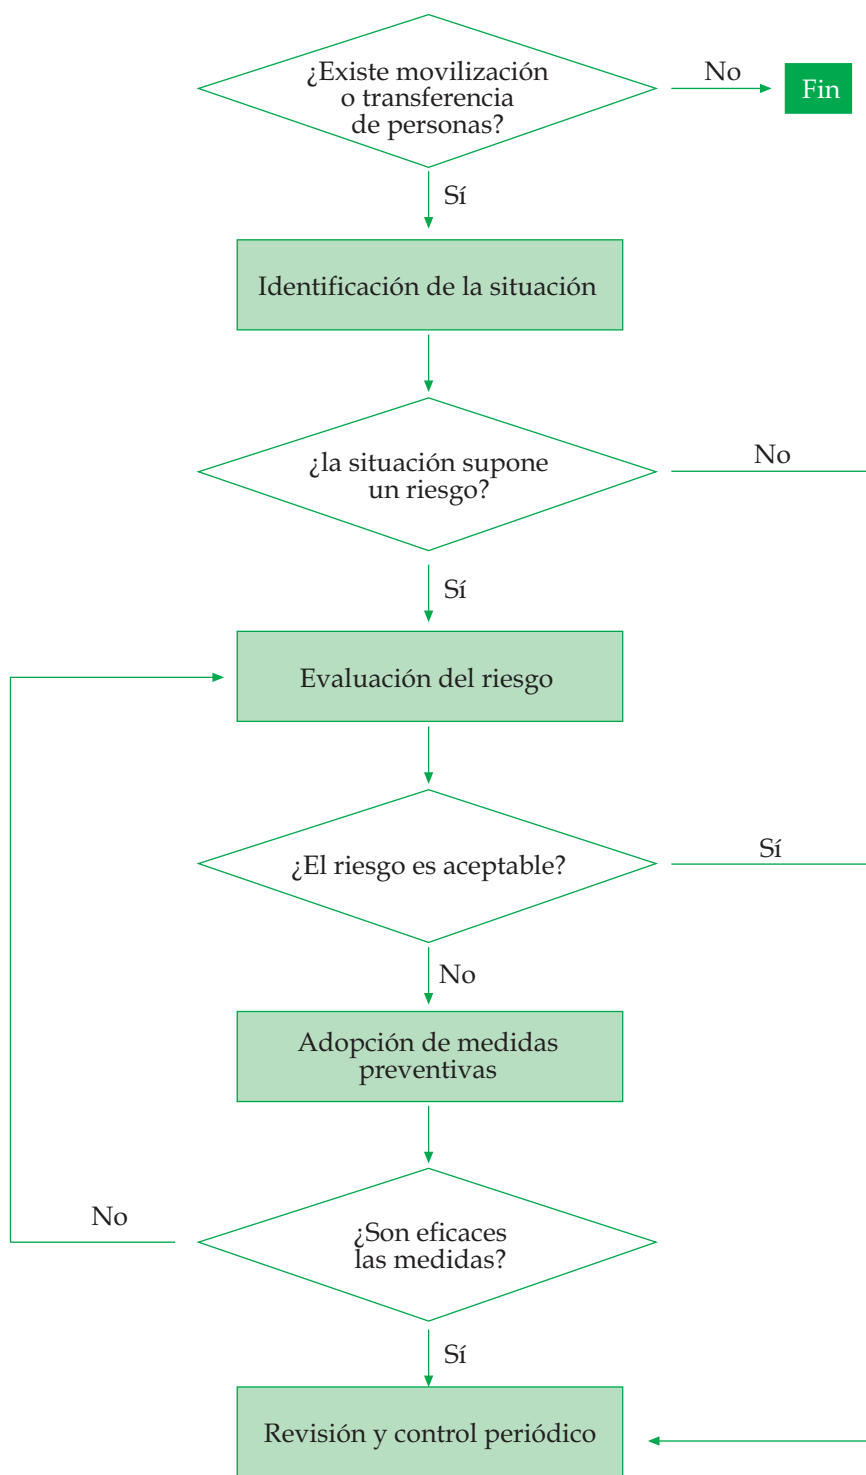 ¿Existe movilización
o transferencia
de personas?
No
Fin
Sí
Identificación de la situación
¿la situación supone
un riesgo?
No
Sí
Evaluación del riesgo
¿El riesgo es aceptable?
Sí
No
Adopción de medidas
preventivas
¿Son eficaces
las medidas?
No
Sí
Revisión y control periódico